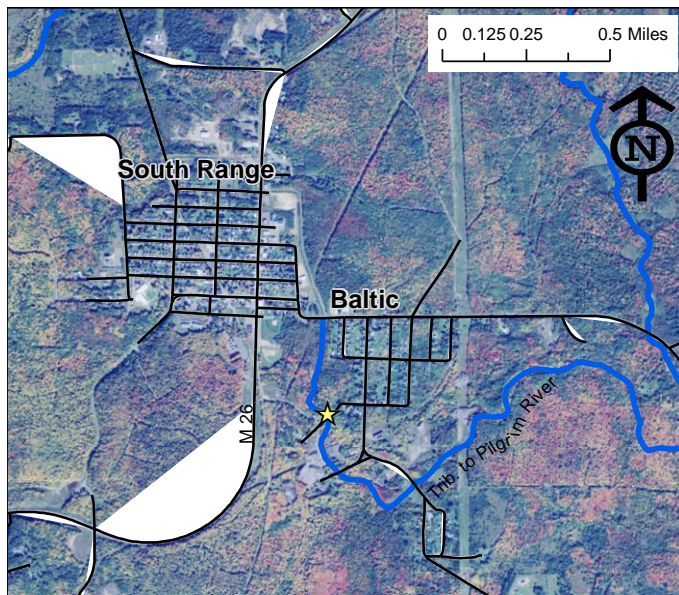 0 0.125 0.25 0.5 Miles
N
South Range
Baltic
M 26
Trib. to Pilgrim River